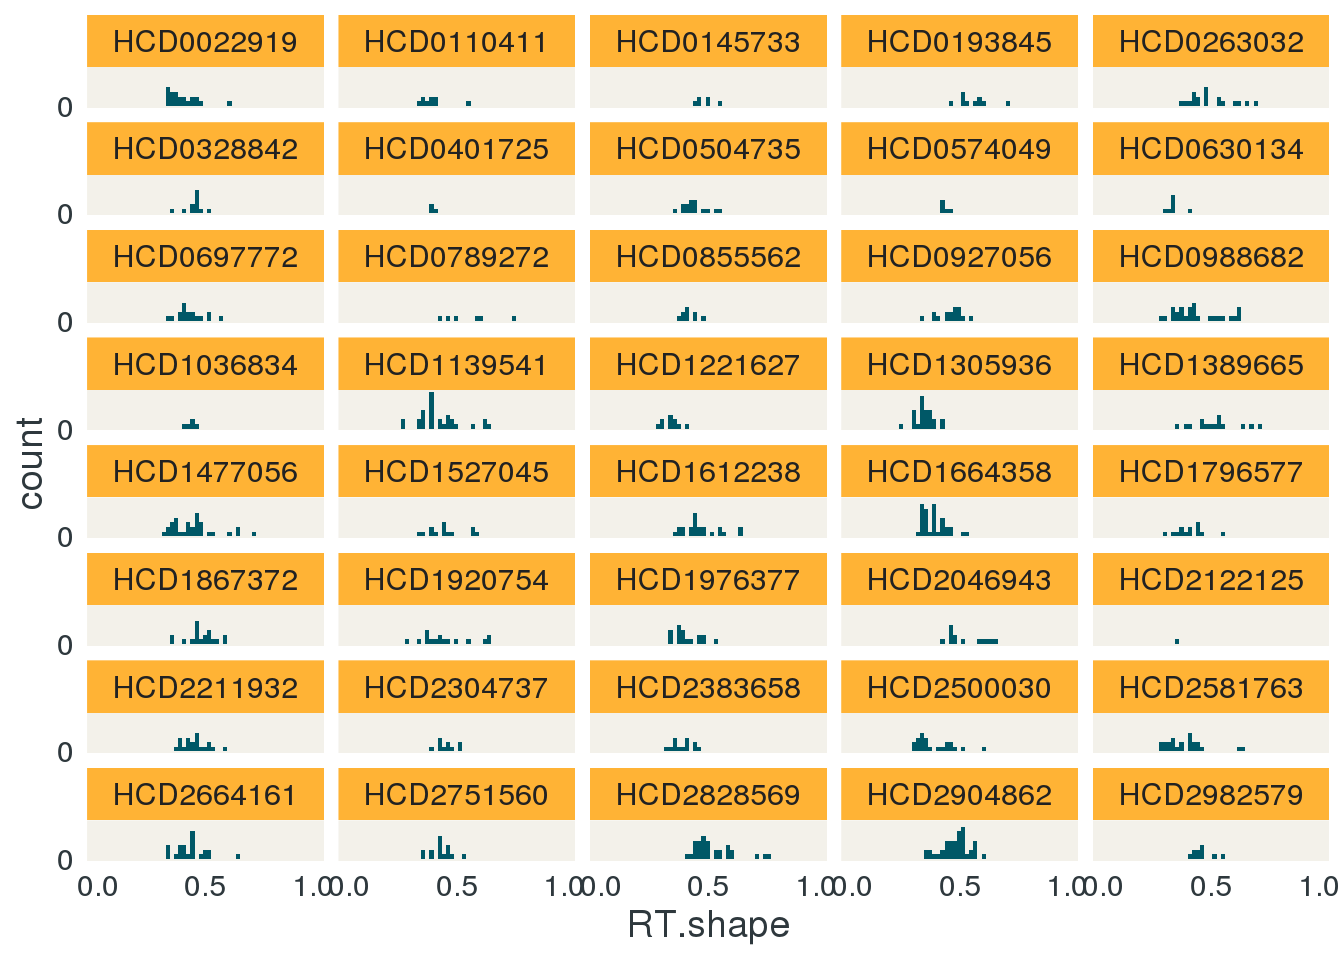 HCD0022919 HCD0110411 HCD0145733 HCD0193845 HCD0263032
0
HCD0328842 HCD0401725 HCD0504735 HCD0574049 HCD0630134
0
HCD0697772 HCD0789272 HCD0855562 HCD0927056 HCD0988682
0
HCD1036834 HCD1139541 HCD1221627 HCD1305936 HCD1389665
0
count
HCD1477056 HCD1527045 HCD1612238 HCD1664358 HCD1796577
0
HCD1867372 HCD1920754 HCD1976377 HCD2046943 HCD2122125
0
HCD2211932 HCD2304737 HCD2383658 HCD2500030 HCD2581763
0
HCD2664161 HCD2751560 HCD2828569 HCD2904862 HCD2982579
0
0.0 0.5 1.0 0.0 0.5 1.0 0.0 0.5 1.0 0.0 0.5 1.0 0.0 0.5 1.0
RT.shape